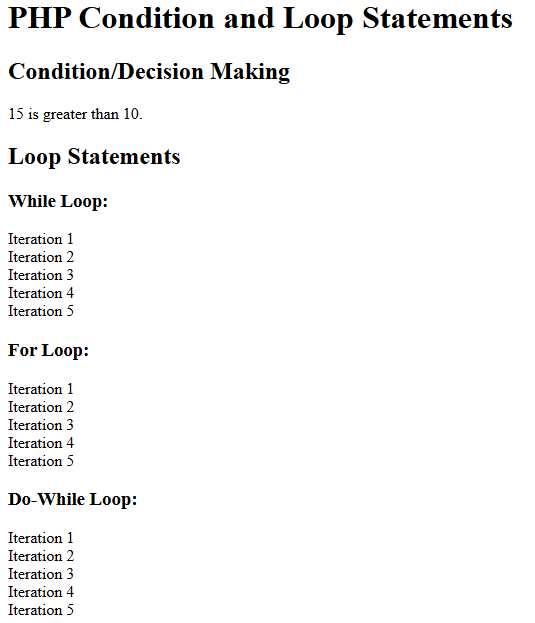 PHP Condition and Loop Statements
Condition/Decision Making
15 is greater than 10.
Loop Statements
While Loop:
Iteration 1
Iteration 2
Iteration 3
Iteration 4
Iteration 5
For Loop:
Iteration 1
Iteration 2
Iteration 3
Iteration 4
Iteration 5
Do-While Loop:
Iteration 1
Iteration 2
Iteration 3
Iteration 4
Iteration 5